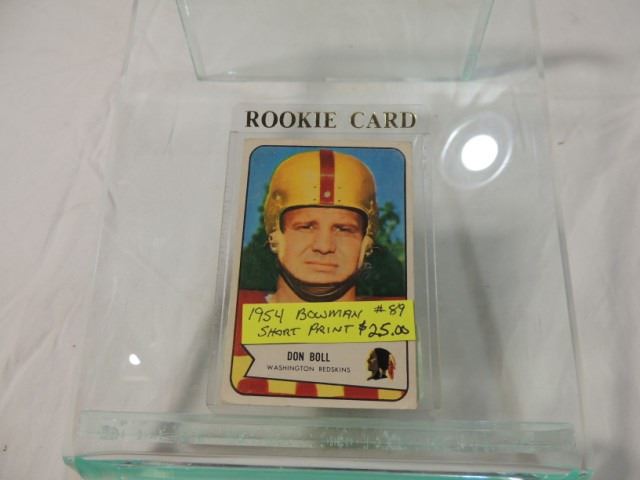 ROOKIE CARD
1954 BOWMAN #89
SHORT PRINT $25.00
DON BOLL
WASHINGTON REDSKINS